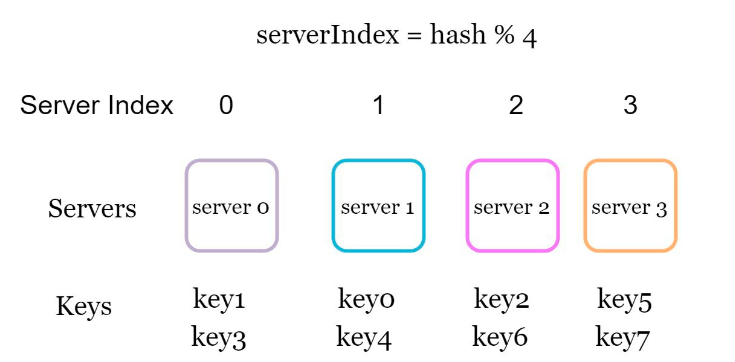 serverIndex = hash % 4
Server Index 0 1 2 3
Servers server 0 server 1 server 2 server 3
Keys key1 key0 key2 key5
key3 key4 key6 key7